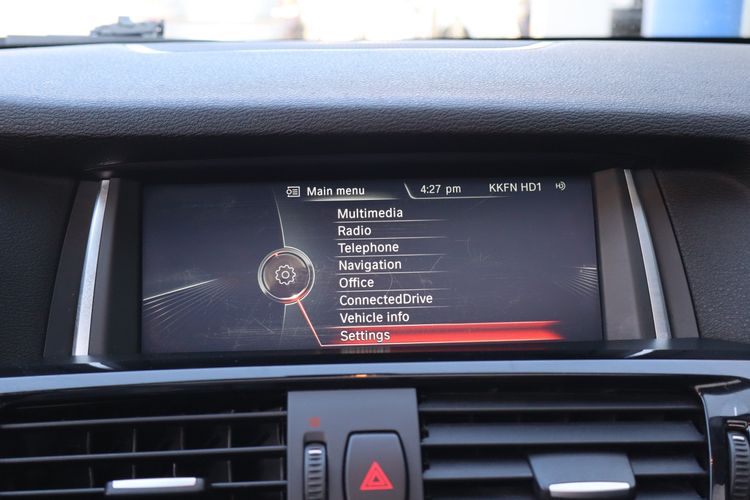 Main menu 4:27 pm KKFN HD1
Multimedia
Radio
Telephone
Navigation
Office
ConnectedDrive
Vehicle info
Settings